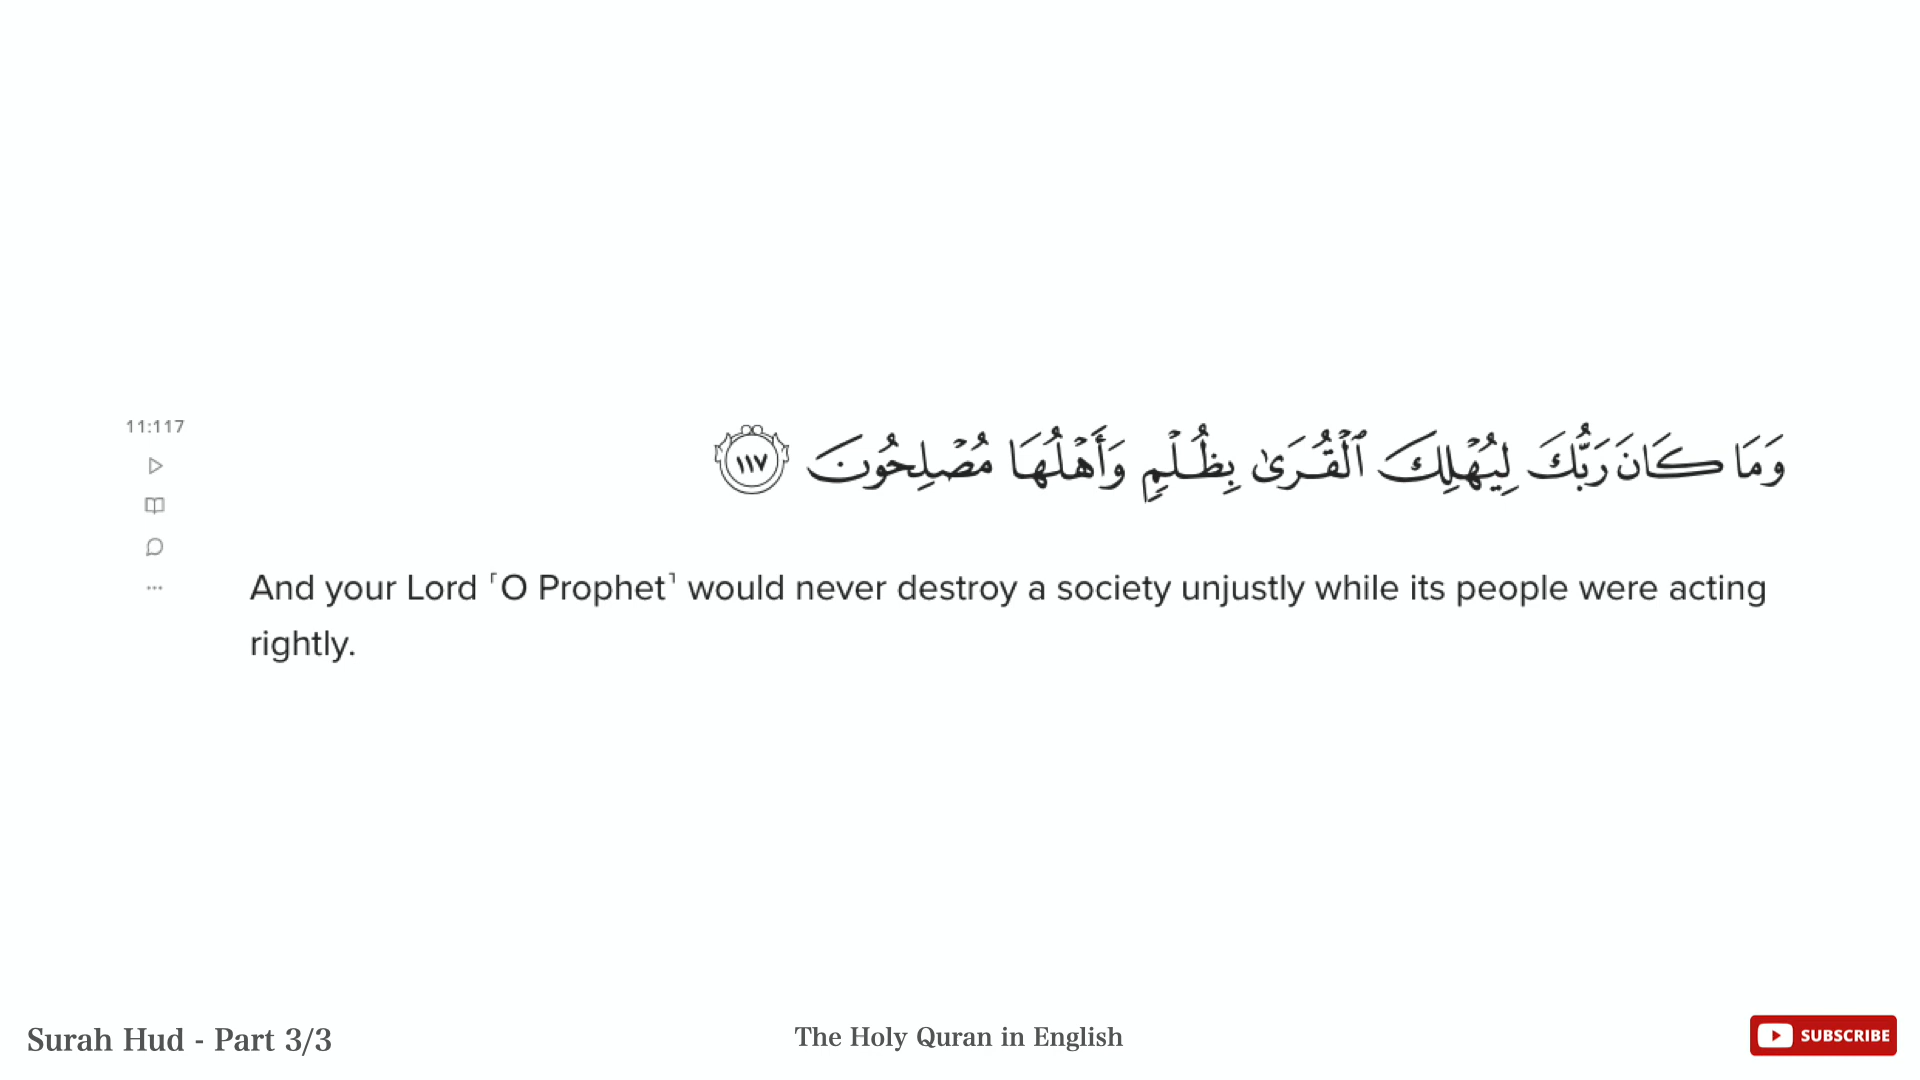 11:117
وَمَا كَانَ رَبُّكَ لِيُهْلِكَ ٱلْقُرَىٰ بِظُلْمٍ وَأَهْلُهَا مُصْلِحُونَ ١١٧
And your Lord ˹O Prophet˺ would never destroy a society unjustly while its people were acting
rightly.
Surah Hud - Part 3/3
The Holy Quran in English
SUBSCRIBE